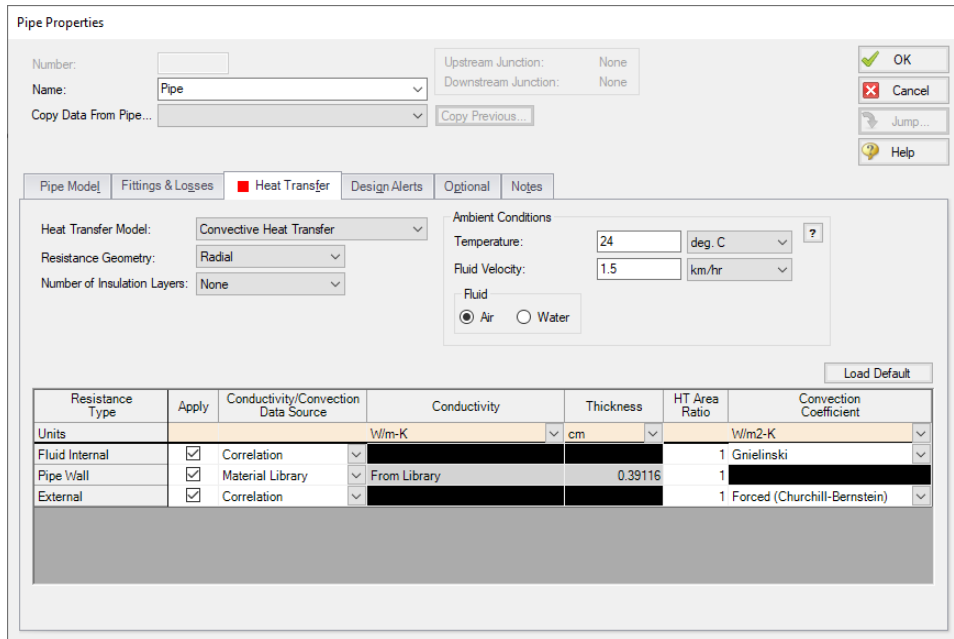 Pipe Properties
Number:
Name: Pipe
Copy Data From Pipe... Copy Previous...
Upstream Junction: None
Downstream Junction: None
OK
Cancel
Jump...
Help
Pipe Model Fittings & Losses Heat Transfer Design Alerts Optional Notes
Heat Transfer Model: Convective Heat Transfer
Resistance Geometry: Radial
Number of Insulation Layers: None
Ambient Conditions
Temperature: 24 deg. C ?
Fluid Velocity: 1.5 km/hr
Fluid
Air Water
Load Default
Resistance Type Apply Conductivity/Convection Data Source Conductivity Thickness HT Area Ratio Convection Coefficient
Units W/m-K cm W/m2-K
Fluid Internal Correlation 1 Gnielinski
Pipe Wall Material Library From Library 0.39116 1
External Correlation 1 Forced (Churchill-Bernstein)